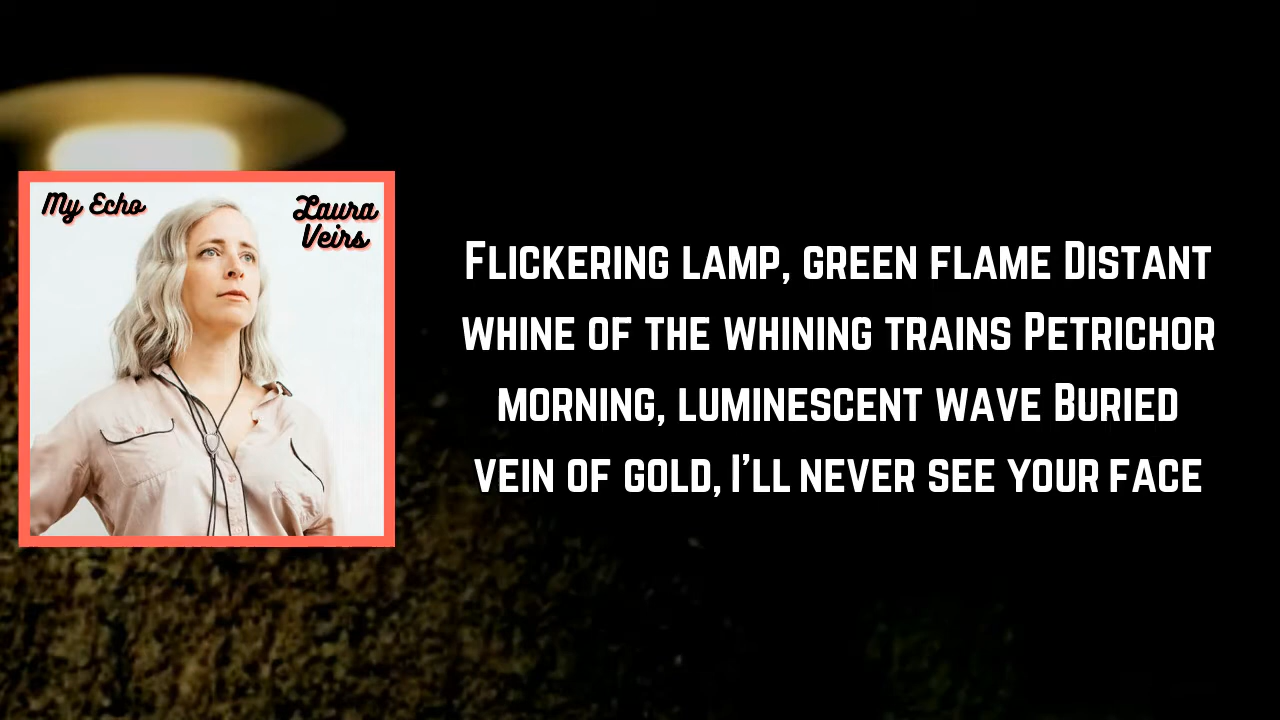 My Echo
Laura
Veirs
Flickering lamp, green flame Distant
whine of the whining trains Petrichor
morning, luminescent wave Buried
vein of gold, I’ll never see your face